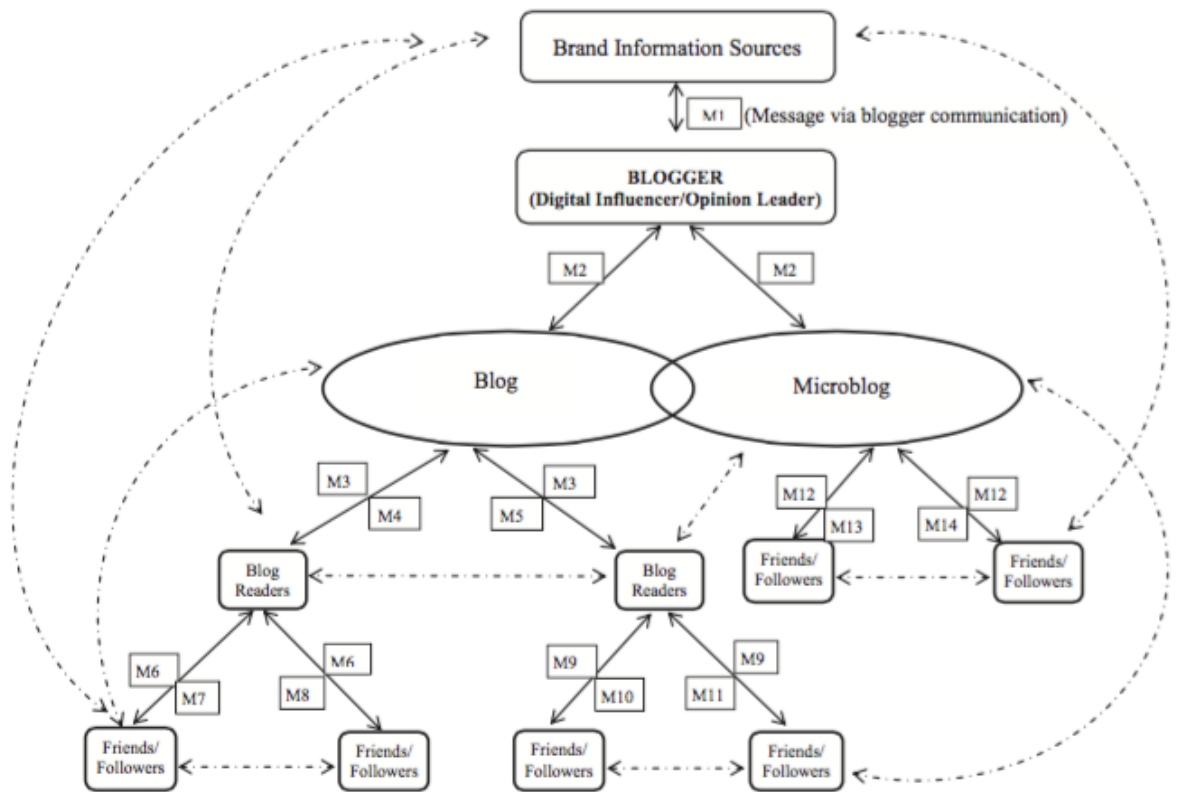 Brand Information Sources
M1
(Message via blogger communication)
BLOGGER
(Digital Influencer/Opinion Leader)
M2
M2
Blog
Microblog
M3
M3
M4
M5
M12
M12
M13
M14
Blog
Readers
Blog
Readers
Friends/
Followers
Friends/
Followers
M6
M6
M7
M8
M9
M9
M10
M11
Friends/
Followers
Friends/
Followers
Friends/
Followers
Friends/
Followers